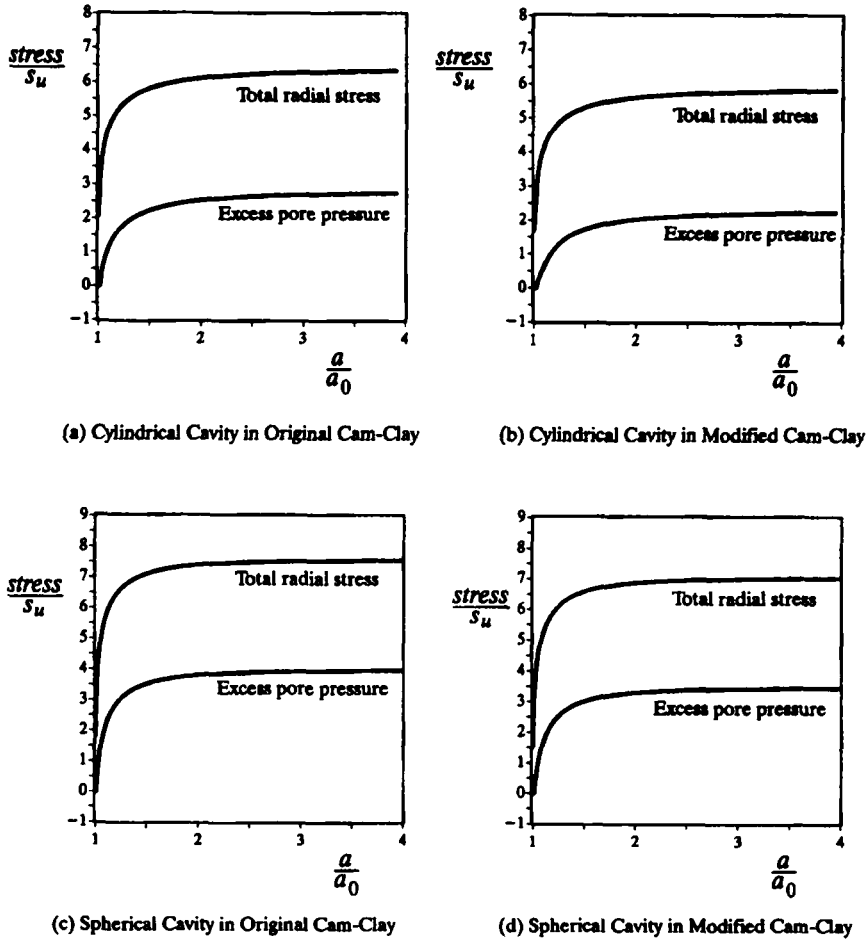 8
7
6
5
4
3
2
1
0
−1
stress
s_u
Total radial stress
Excess pore pressure
1 2 3 4
a
a_0
(a) Cylindrical Cavity in Original Cam-Clay
8
7
6
5
4
3
2
1
0
−1
stress
s_u
Total radial stress
Excess pore pressure
1 2 3 4
a
a_0
(b) Cylindrical Cavity in Modified Cam-Clay
9
8
7
6
5
4
3
2
1
0
−1
stress
s_u
Total radial stress
Excess pore pressure
1 2 3 4
a
a_0
(c) Spherical Cavity in Original Cam-Clay
9
8
7
6
5
4
3
2
1
0
−1
stress
s_u
Total radial stress
Excess pore pressure
1 2 3 4
a
a_0
(d) Spherical Cavity in Modified Cam-Clay